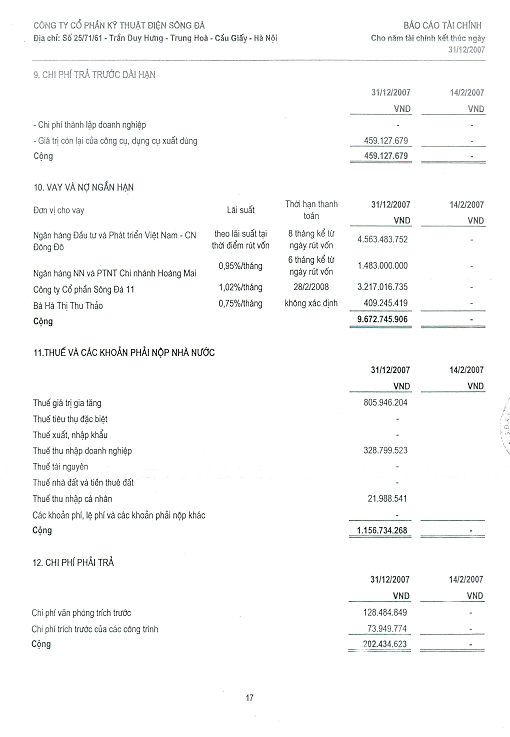 CÔNG TY CỔ PHẦN KỸ THUẬT ĐIỆN SÔNG ĐÀ BÁO CÁO TÀI CHÍNH
Địa chỉ: Số 25/71/61 - Trần Duy Hưng - Trung Hoà - Cầu Giấy - Hà Nội Cho năm tài chính kết thúc ngày
31/12/2007
9. CHI PHÍ TRẢ TRƯỚC DÀI HẠN
31/12/2007 14/2/2007
VND VND
- Chi phí thành lập doanh nghiệp - -
- Giá trị còn lại của công cụ, dụng cụ xuất dùng 459.127.679 -
Cộng 459.127.679 -
10. VAY VÀ NỢ NGẮN HẠN
Đơn vị cho vay Lãi suất Thời hạn thanh toán 31/12/2007 14/2/2007
VND VND
Ngân hàng Đầu tư và Phát triển Việt Nam - CN Đông Đô theo lãi suất tại thời điểm rút vốn 8 tháng kể từ ngày rút vốn 4.563.483.752 -
Ngân hàng NN và PTNT Chi nhánh Hoàng Mai 0,95%/tháng 6 tháng kể từ ngày rút vốn 1.483.000.000 -
Công ty Cổ phần Sông Đà 11 1,02%/tháng 28/2/2008 3.217.016.735 -
Bà Hà Thị Thu Thảo 0,75%/tháng không xác định 409.245.419 -
Cộng 9.672.745.906 -
11.THUẾ VÀ CÁC KHOẢN PHẢI NỘP NHÀ NƯỚC
31/12/2007 14/2/2007
VND VND
Thuế giá trị gia tăng 805.946.204
Thuế tiêu thụ đặc biệt -
Thuế xuất, nhập khẩu -
Thuế thu nhập doanh nghiệp 328.799.523
Thuế tài nguyên -
Thuế nhà đất và tiền thuê đất -
Thuế thu nhập cá nhân 21.988.541
Các khoản phí, lệ phí và các khoản phải nộp khác -
Cộng 1.156.734.268 -
12. CHI PHÍ PHẢI TRẢ
31/12/2007 14/2/2007
VND VND
Chi phí văn phòng trích trước 128.484.849 -
Chi phí trích trước của các công trình 73.949.774 -
Cộng 202.434.623 -
17